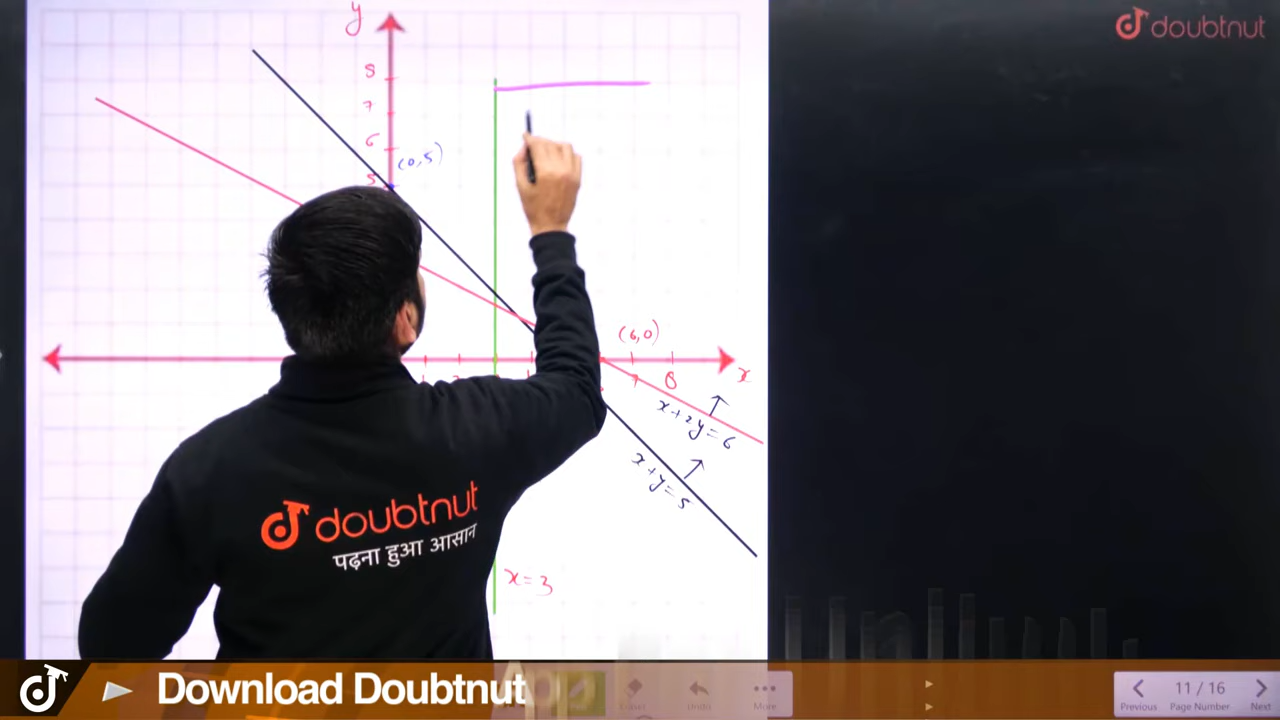 doubtnut
y
8
7
6
(0,5)
5
(6,0)
7 8
x
x+2y=6
x+y=5
doubtnut
पढ़ना हुआ आसान
x=3
Download Doubtnut
Undo
More
Previous
11 / 16
Page Number
Next